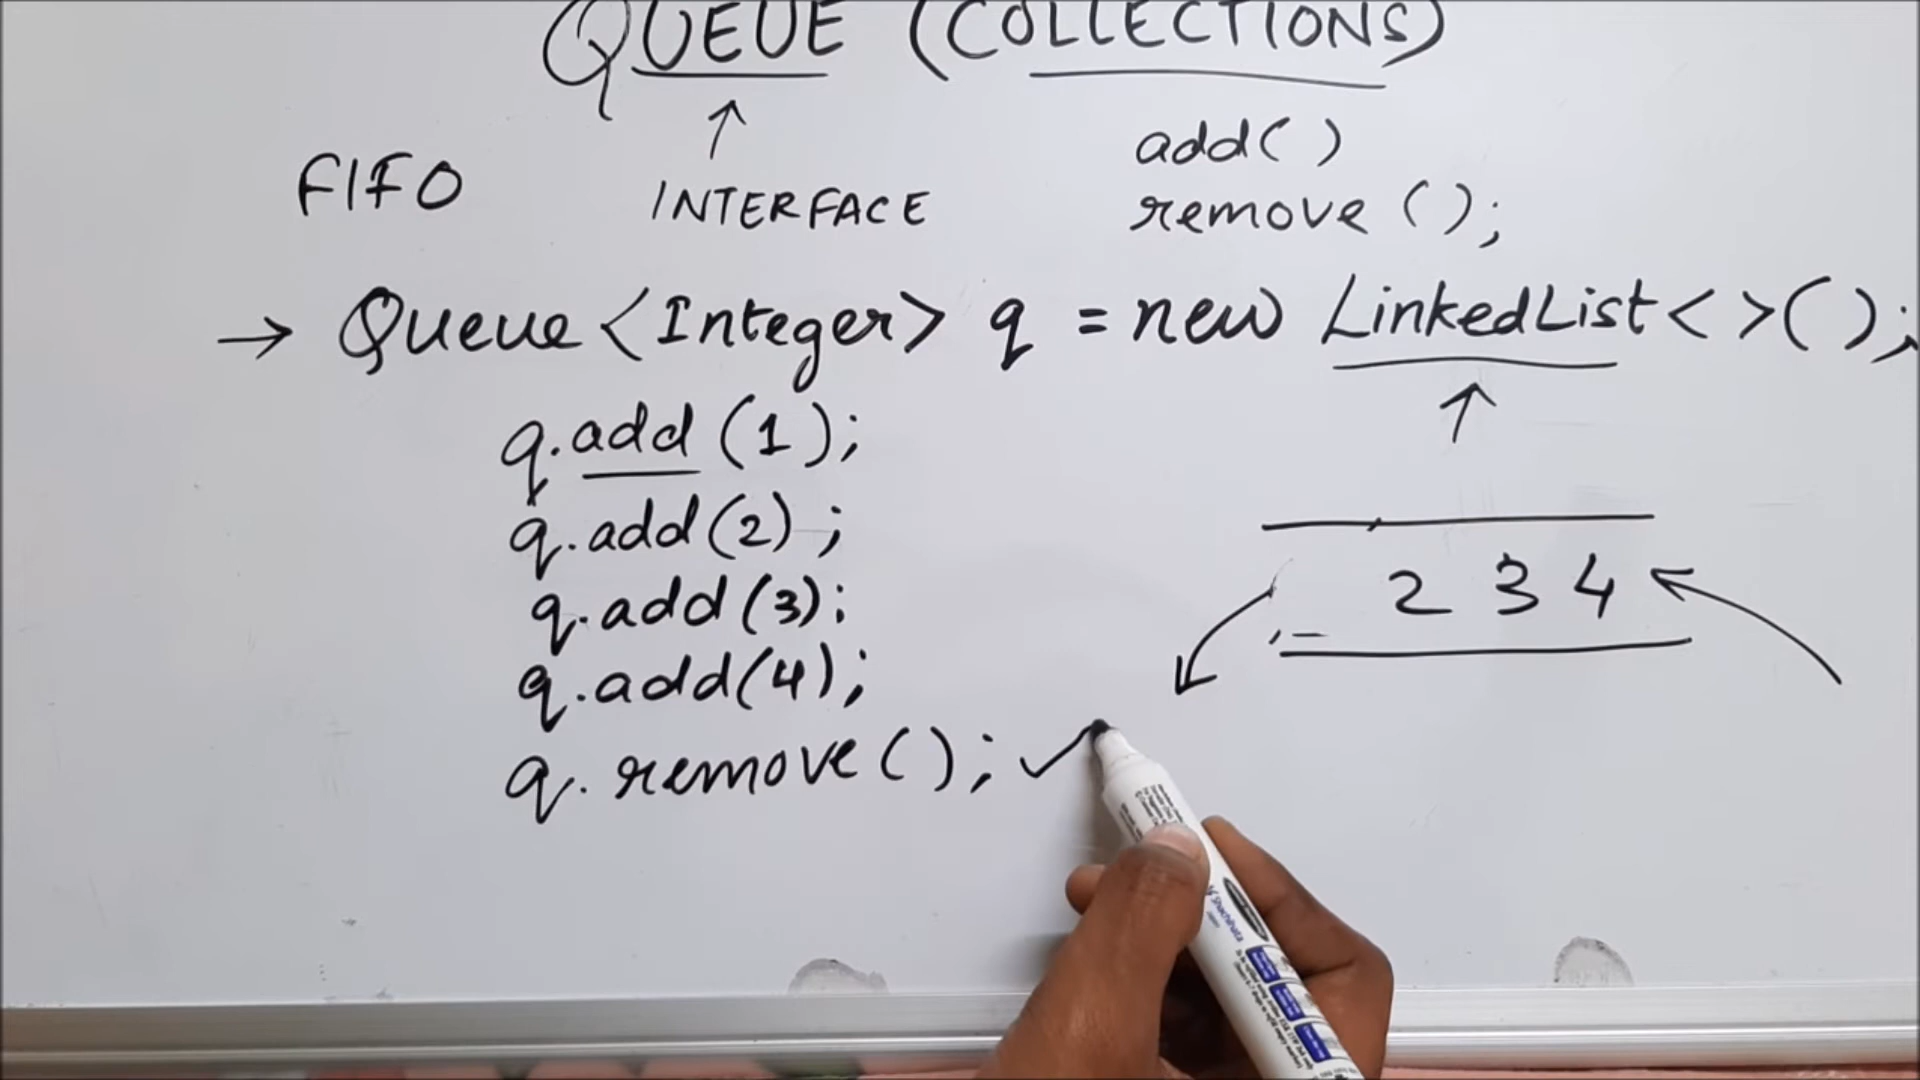 QUEUE (COLLECTIONS)
add()
FIFO
INTERFACE
remove();
→ Queue<Integer> q = new LinkedList<>();
q.add(1);
q.add(2);
q.add(3);
q.add(4);
q.remove(); ✓
2 3 4
Shachihata